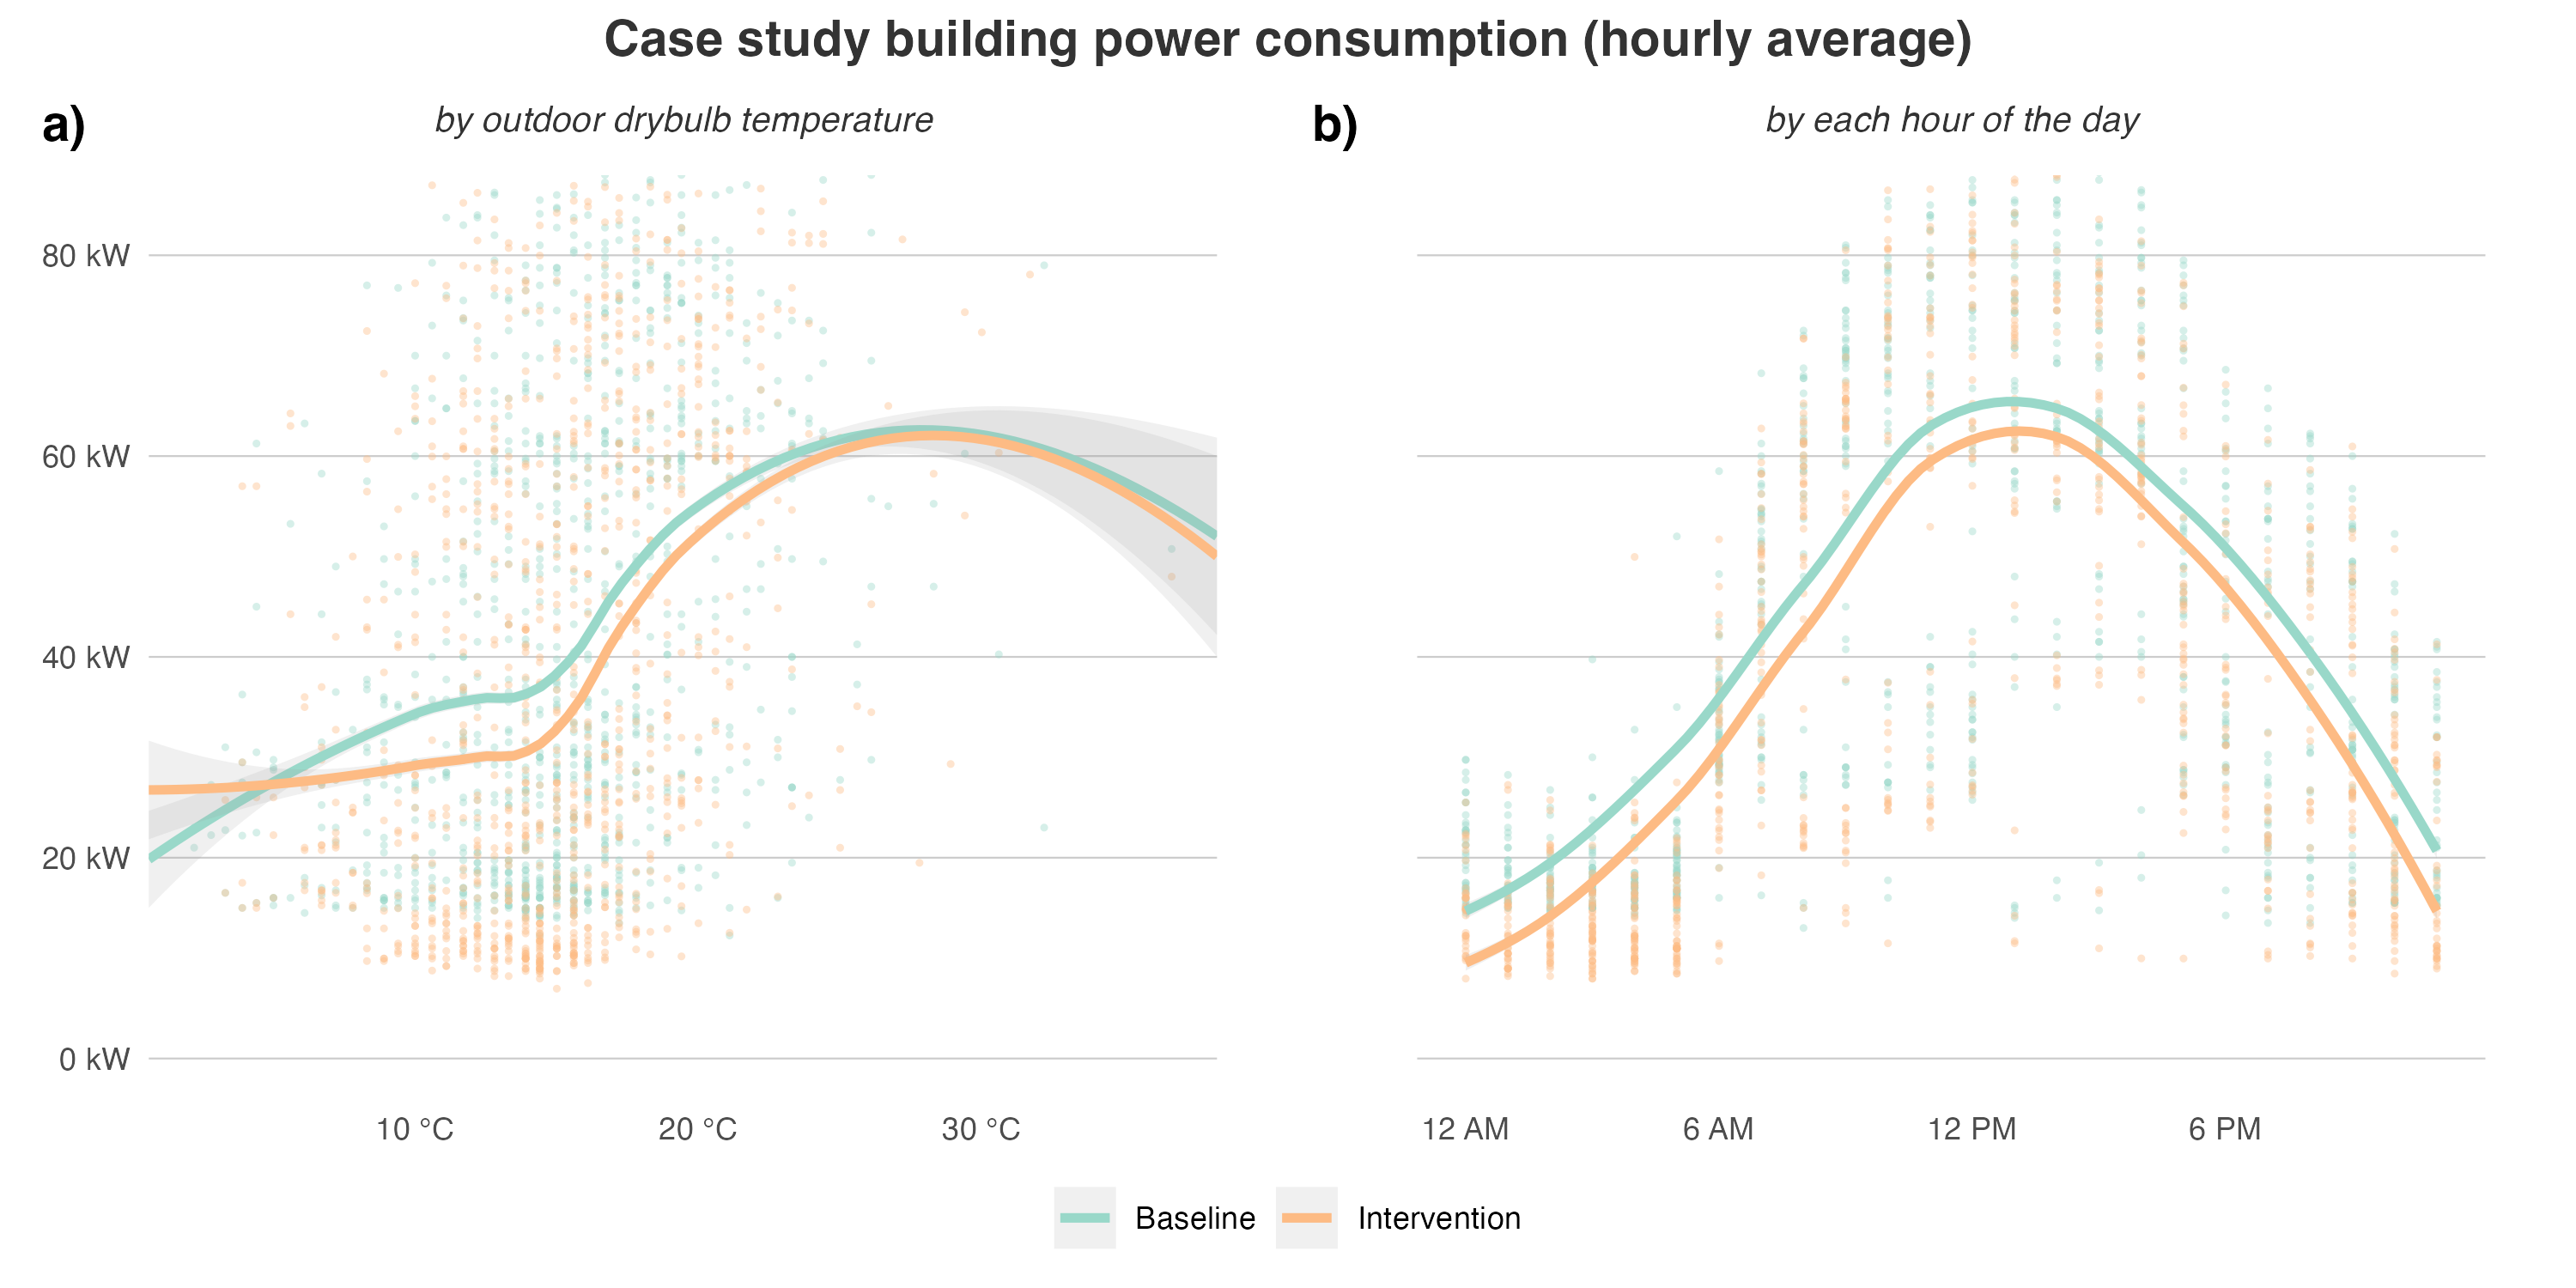 Case study building power consumption (hourly average)
a)
by outdoor drybulb temperature
80 kW
60 kW
40 kW
20 kW
0 kW
10 °C
20 °C
30 °C
b)
by each hour of the day
12 AM
6 AM
12 PM
6 PM
Baseline
Intervention